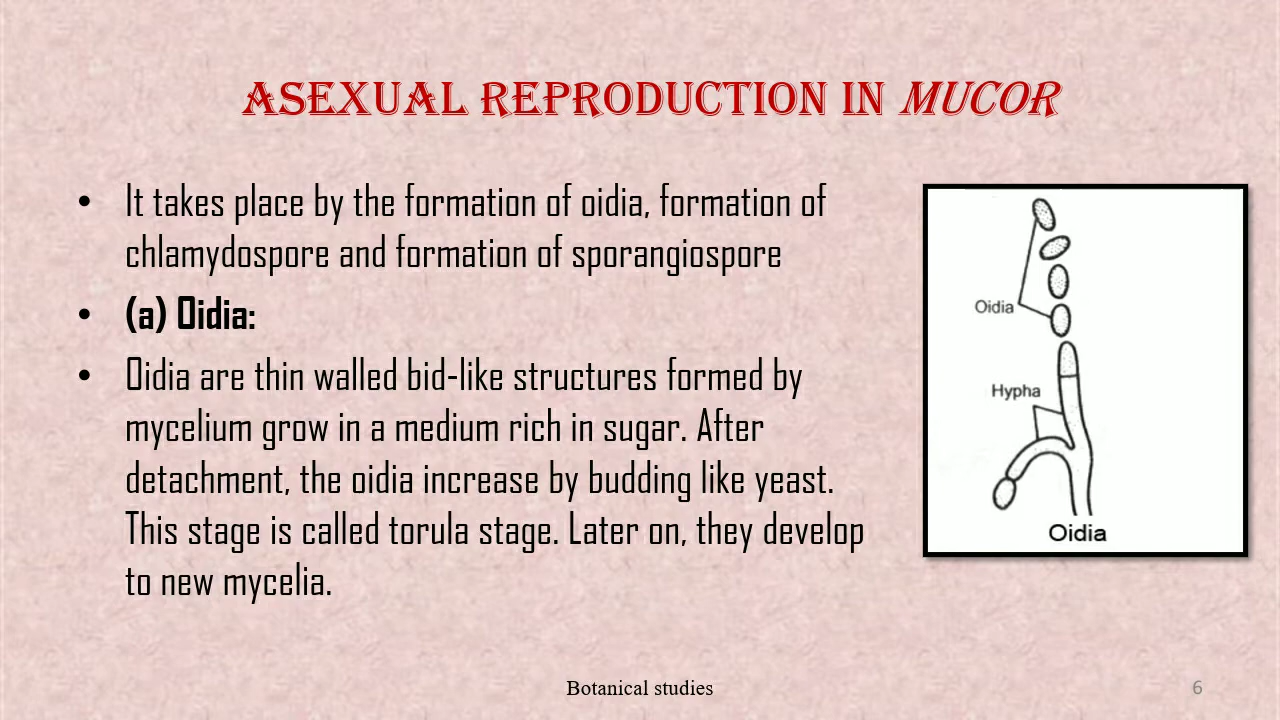 ASEXUAL REPRODUCTION IN MUCOR
• It takes place by the formation of oidia, formation of
chlamydospore and formation of sporangiospore
• (a) Oidia:
• Oidia are thin walled bid-like structures formed by
mycelium grow in a medium rich in sugar. After
detachment, the oidia increase by budding like yeast.
This stage is called torula stage. Later on, they develop
to new mycelia.
Oidia
Hypha
Oidia
Botanical studies
6